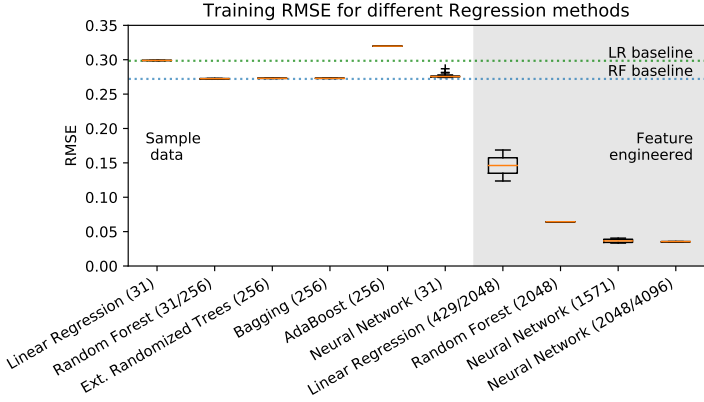 Training RMSE for different Regression methods
RMSE
0.35
0.30
0.25
0.20
0.15
0.10
0.05
0.00
LR baseline
RF baseline
Sample
data
Feature
engineered
Linear Regression (31)
Random Forest (31/256)
Ext. Randomized Trees (256)
Bagging (256)
AdaBoost (256)
Neural Network (31)
Linear Regression (429/2048)
Random Forest (2048)
Neural Network (1571)
Neural Network (2048/4096)